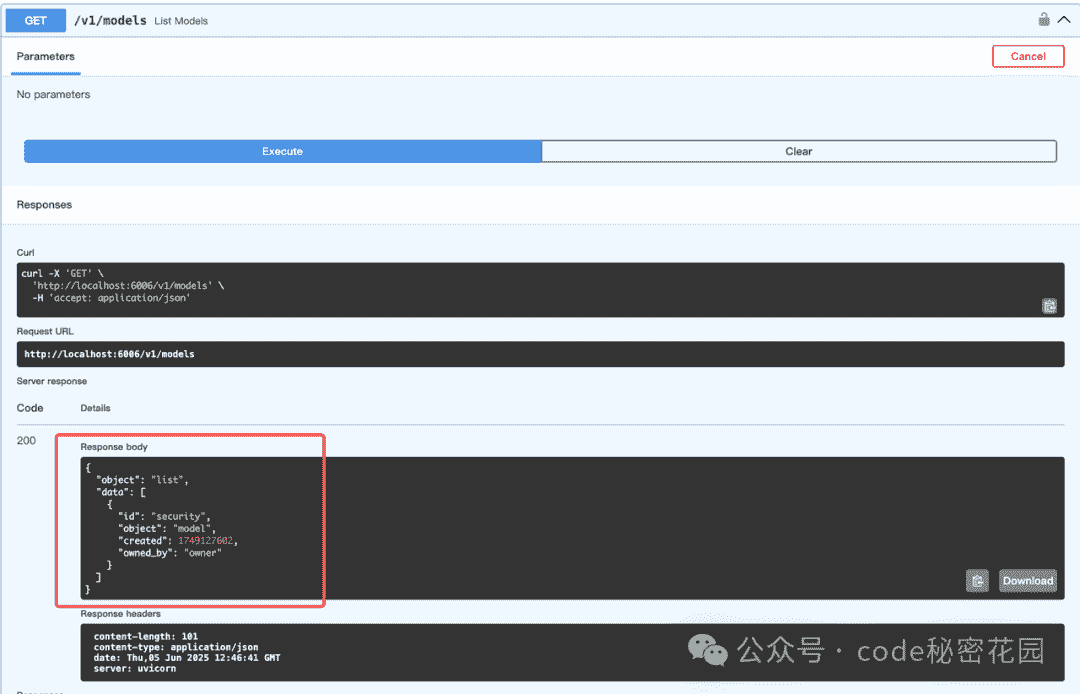 GET /v1/models List Models
Parameters
Cancel
No parameters
Execute
Clear
Responses
Curl
curl -X 'GET' \
'http://localhost:6006/v1/models' \
-H 'accept: application/json'
Request URL
http://localhost:6006/v1/models
Server response
Code Details
200
Response body
{
"object": "list",
"data": [
{
"id": "security",
"object": "model",
"created": 1749127602,
"owned_by": "owner"
}
]
}
Download
Response headers
content-length: 101
content-type: application/json
date: Thu,05 Jun 2025 12:46:41 GMT
server: uvicorn
公众号 · code秘密花园